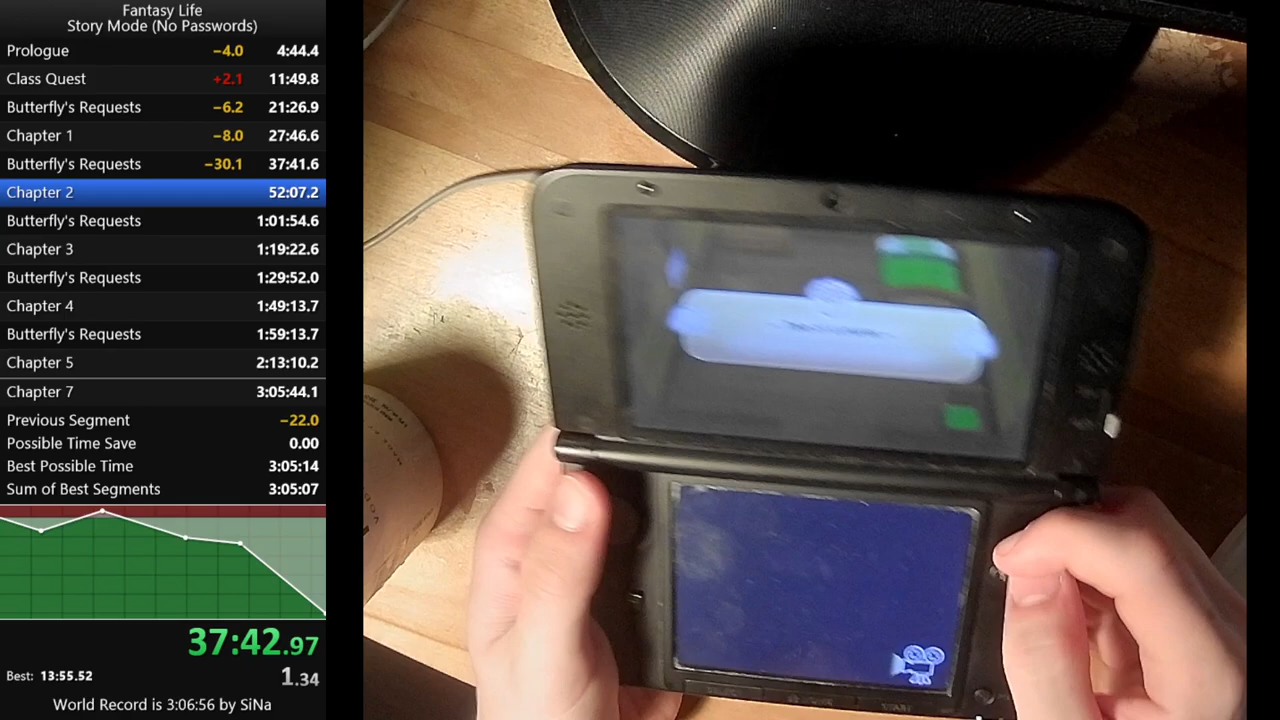 Fantasy Life
Story Mode (No Passwords)
Prologue −4.0 4:44.4
Class Quest +2.1 11:49.8
Butterfly's Requests −6.2 21:26.9
Chapter 1 −8.0 27:46.6
Butterfly's Requests −30.1 37:41.6
Chapter 2 52:07.2
Butterfly's Requests 1:01:54.6
Chapter 3 1:19:22.6
Butterfly's Requests 1:29:52.0
Chapter 4 1:49:13.7
Butterfly's Requests 1:59:13.7
Chapter 5 2:13:10.2
Chapter 7 3:05:44.1
Previous Segment −22.0
Possible Time Save 0.00
Best Possible Time 3:05:14
Sum of Best Segments 3:05:07
37:42.97
Best: 13:55.52 1.34
World Record is 3:06:56 by SiNa
START